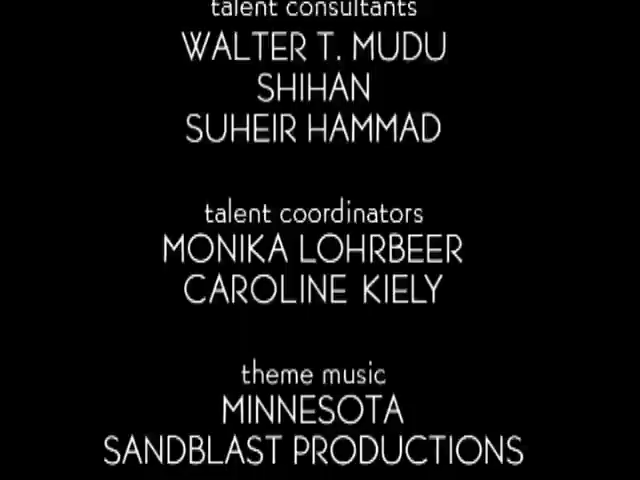 talent consultants
WALTER T. MUDU
SHIHAN
SUHEIR HAMMAD
talent coordinators
MONIKA LOHRBEER
CAROLINE KIELY
theme music
MINNESOTA
SANDBLAST PRODUCTIONS